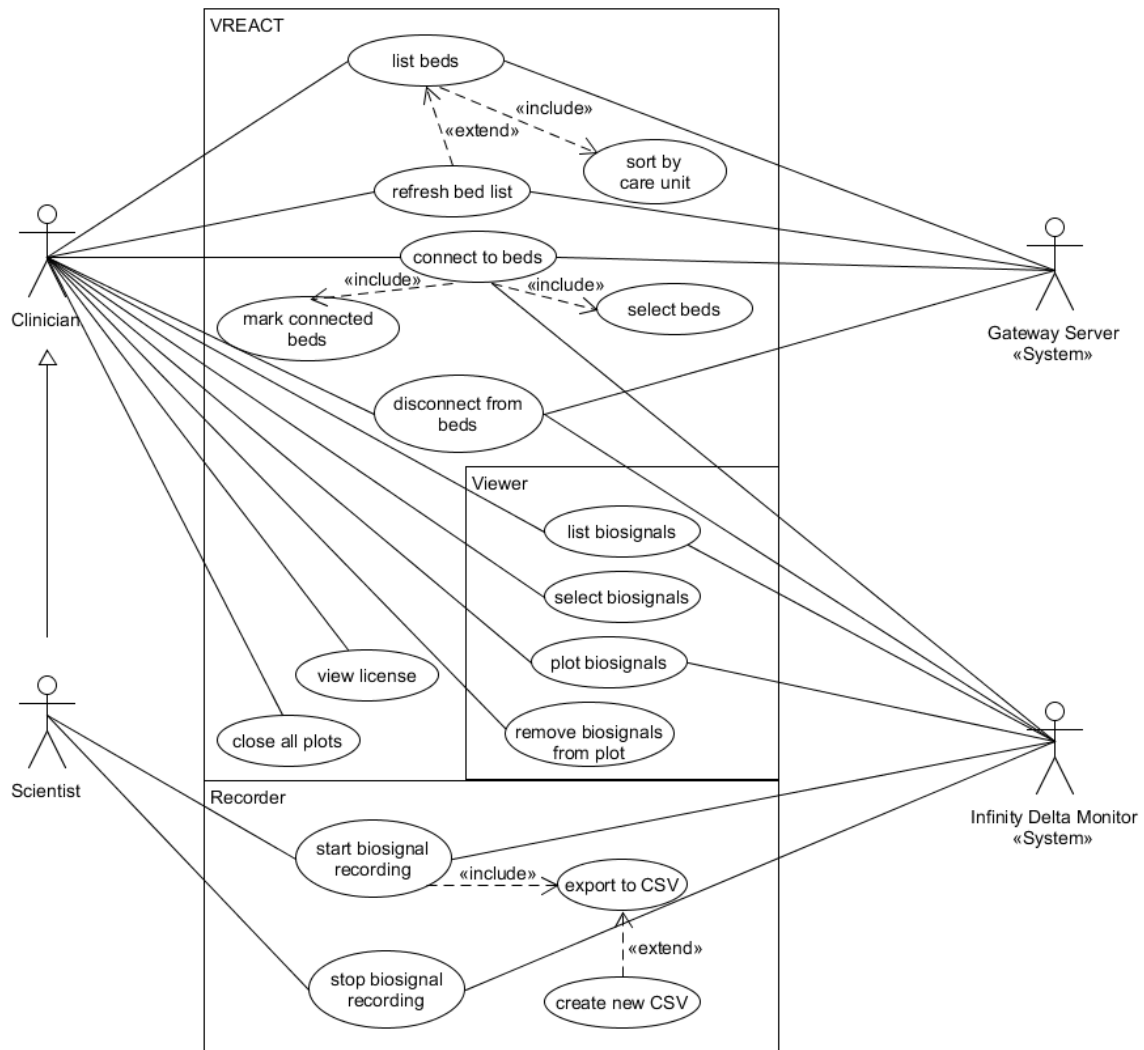 VREACT
list beds
«include»
«extend»
sort by
care unit
refresh bed list
connect to beds
«include»
«include»
mark connected
beds
select beds
Clinician
Gateway Server
«System»
disconnect from
beds
Viewer
list biosignals
select biosignals
plot biosignals
view license
remove biosignals
from plot
close all plots
Scientist
Infinity Delta Monitor
«System»
Recorder
start biosignal
recording
«include»
export to CSV
«extend»
stop biosignal
recording
create new CSV